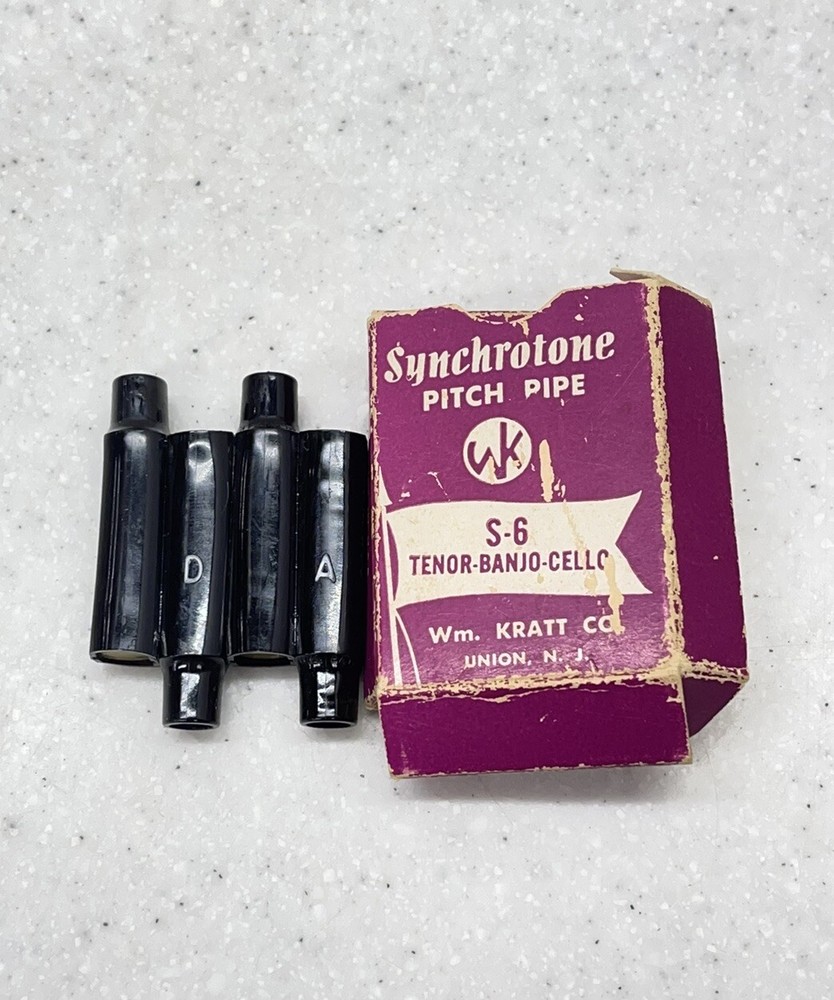 Synchrotone
PITCH PIPE
WK
S-6
TENOR-BANJO-CELLO
Wm. KRATT CO.
UNION, N. J.
D
A